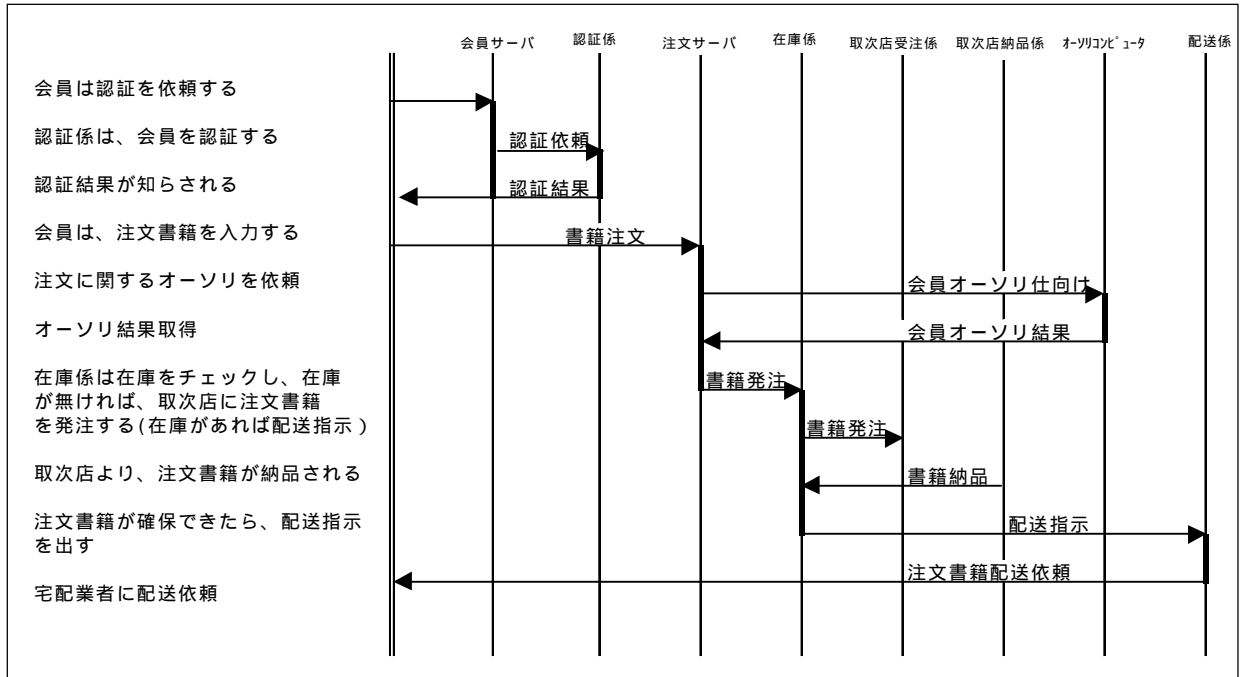 会員サーバ 認証係 注文サーバ 在庫係 取次店受注係 取次店納品係 ｵｰｿﾘｺﾝﾋﾟｭｰﾀ 配送係
会員は認証を依頼する
認証係は、会員を認証する
認証依頼
認証結果が知らされる
認証結果
会員は、注文書籍を入力する
書籍注文
注文に関するオーソリを依頼
会員オーソリ仕向け
オーソリ結果取得
会員オーソリ結果
在庫係は在庫をチェックし、在庫
が無ければ、取次店に注文書籍
を発注する(在庫があれば配送指示)
書籍発注
書籍発注
取次店より、注文書籍が納品される
書籍納品
注文書籍が確保できたら、配送指示
を出す
配送指示
宅配業者に配送依頼
注文書籍配送依頼